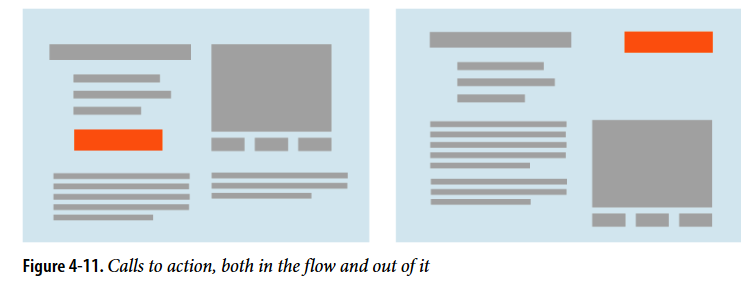 Figure 4-11. Calls to action, both in the flow and out of it